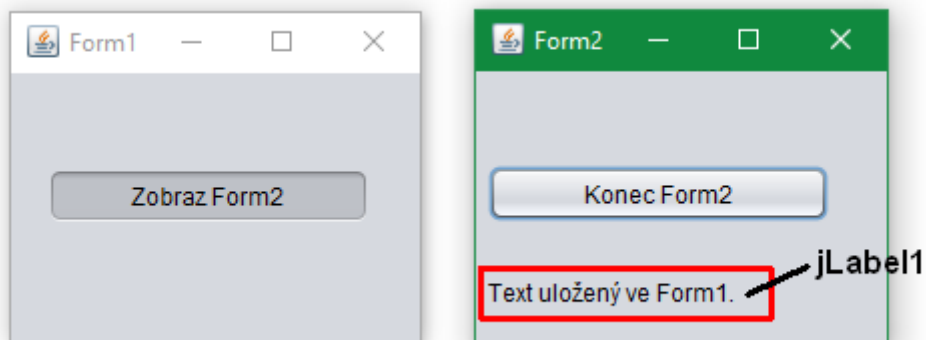 Form1
Zobraz Form2
Form2
Konec Form2
jLabel1
Text uložený ve Form1.